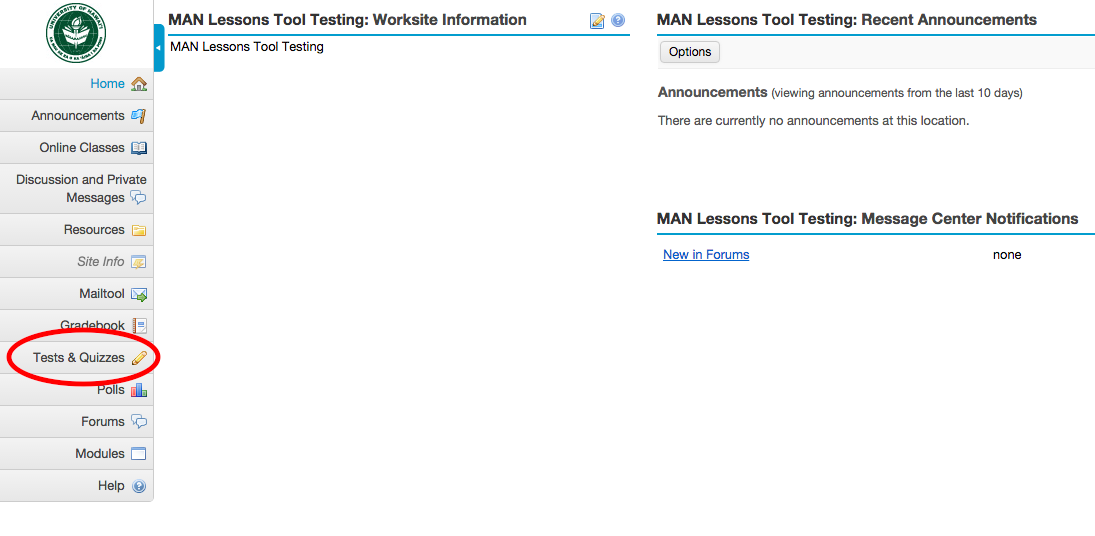 UNIVERSITY OF HAWAII
Home
Announcements
Online Classes
Discussion and Private
Messages
Resources
Site Info
Mailtool
Gradebook
Tests & Quizzes
Polls
Forums
Modules
Help
MAN Lessons Tool Testing: Worksite Information
MAN Lessons Tool Testing
MAN Lessons Tool Testing: Recent Announcements
Options
Announcements (viewing announcements from the last 10 days)
There are currently no announcements at this location.
MAN Lessons Tool Testing: Message Center Notifications
New in Forums none